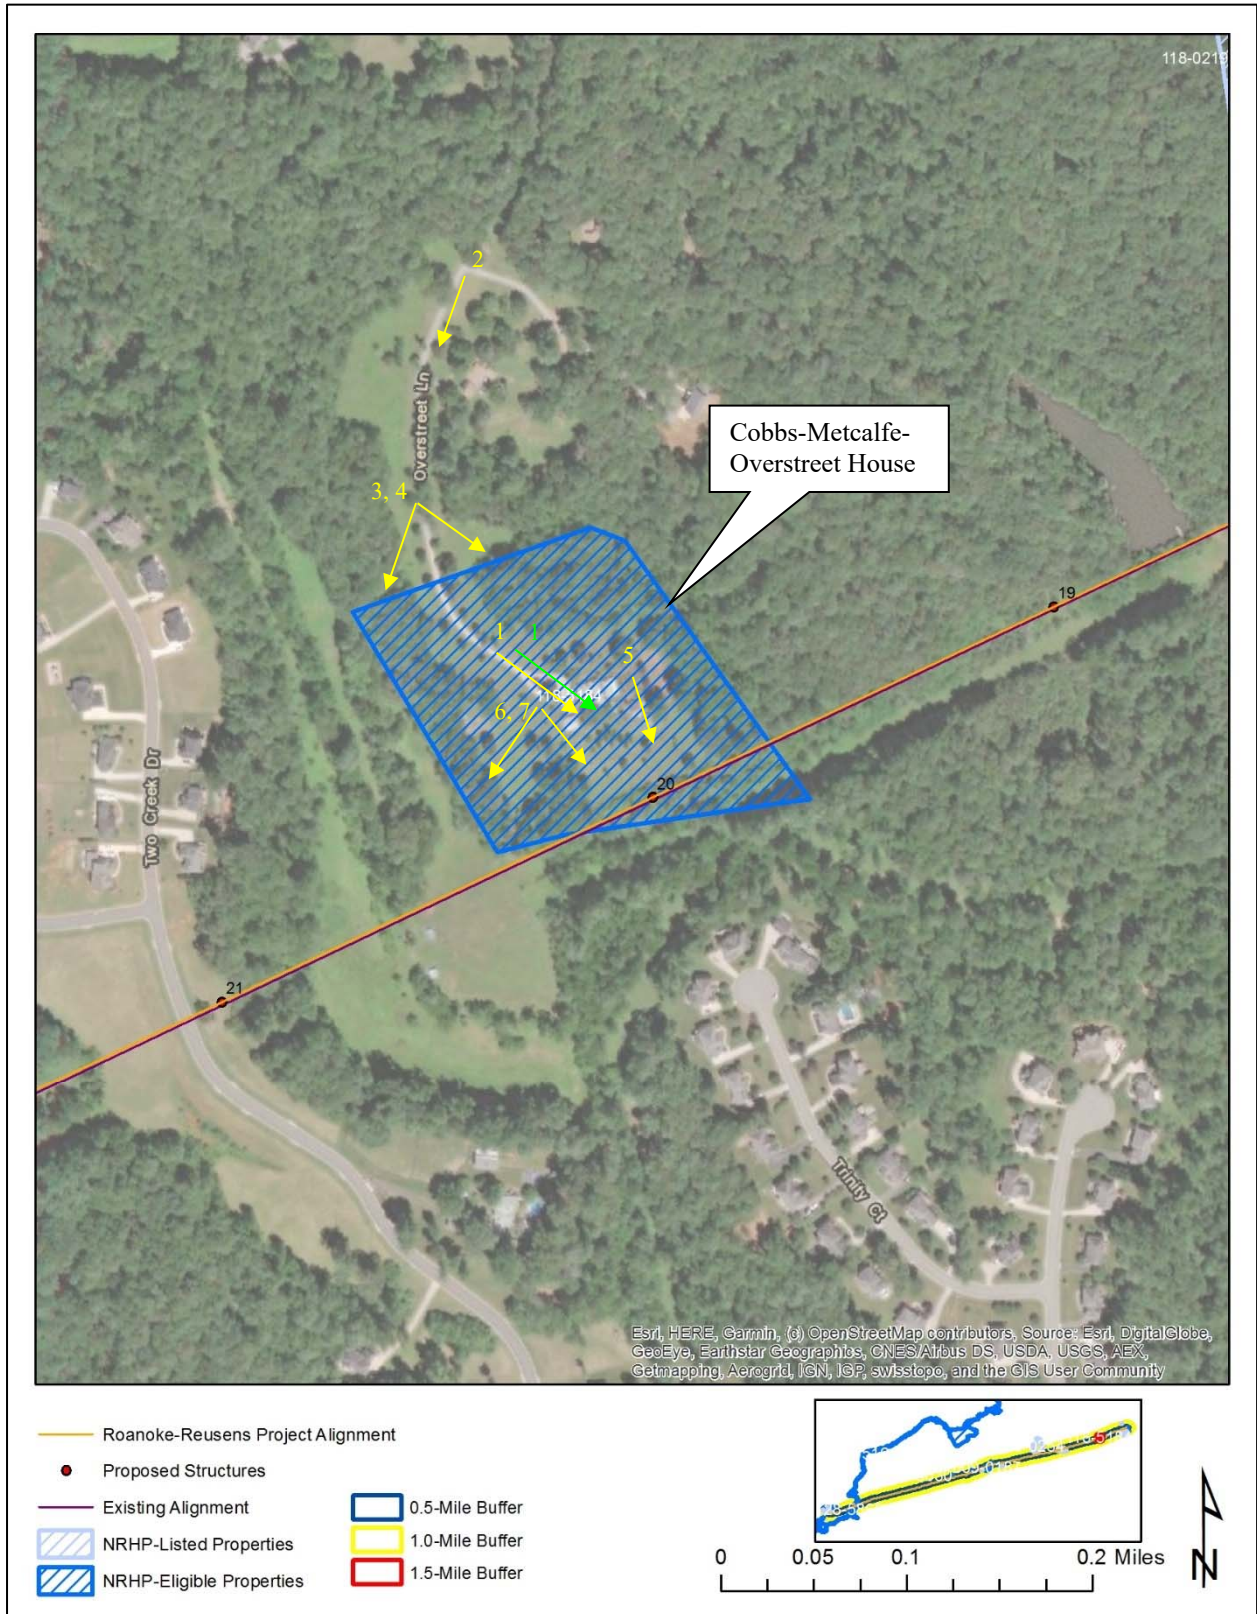 118-0219
2
Overstreet Ln
Cobbs-Metcalfe-
Overstreet House
3, 4
19
1
1
5
6, 7
20
Two Creek Dr
21
Trinity Ct
Esri, HERE, Garmin, (c) OpenStreetMap contributors, Source: Esri, DigitalGlobe,
GeoEye, Earthstar Geographics, CNES/Airbus DS, USDA, USGS, AEX,
Getmapping, Aerogrid, IGN, IGP, swisstopo, and the GIS User Community
Roanoke-Reusens Project Alignment
Proposed Structures
Existing Alignment
NRHP-Listed Properties
NRHP-Eligible Properties
0.5-Mile Buffer
1.0-Mile Buffer
1.5-Mile Buffer
0 0.05 0.1 0.2 Miles
N